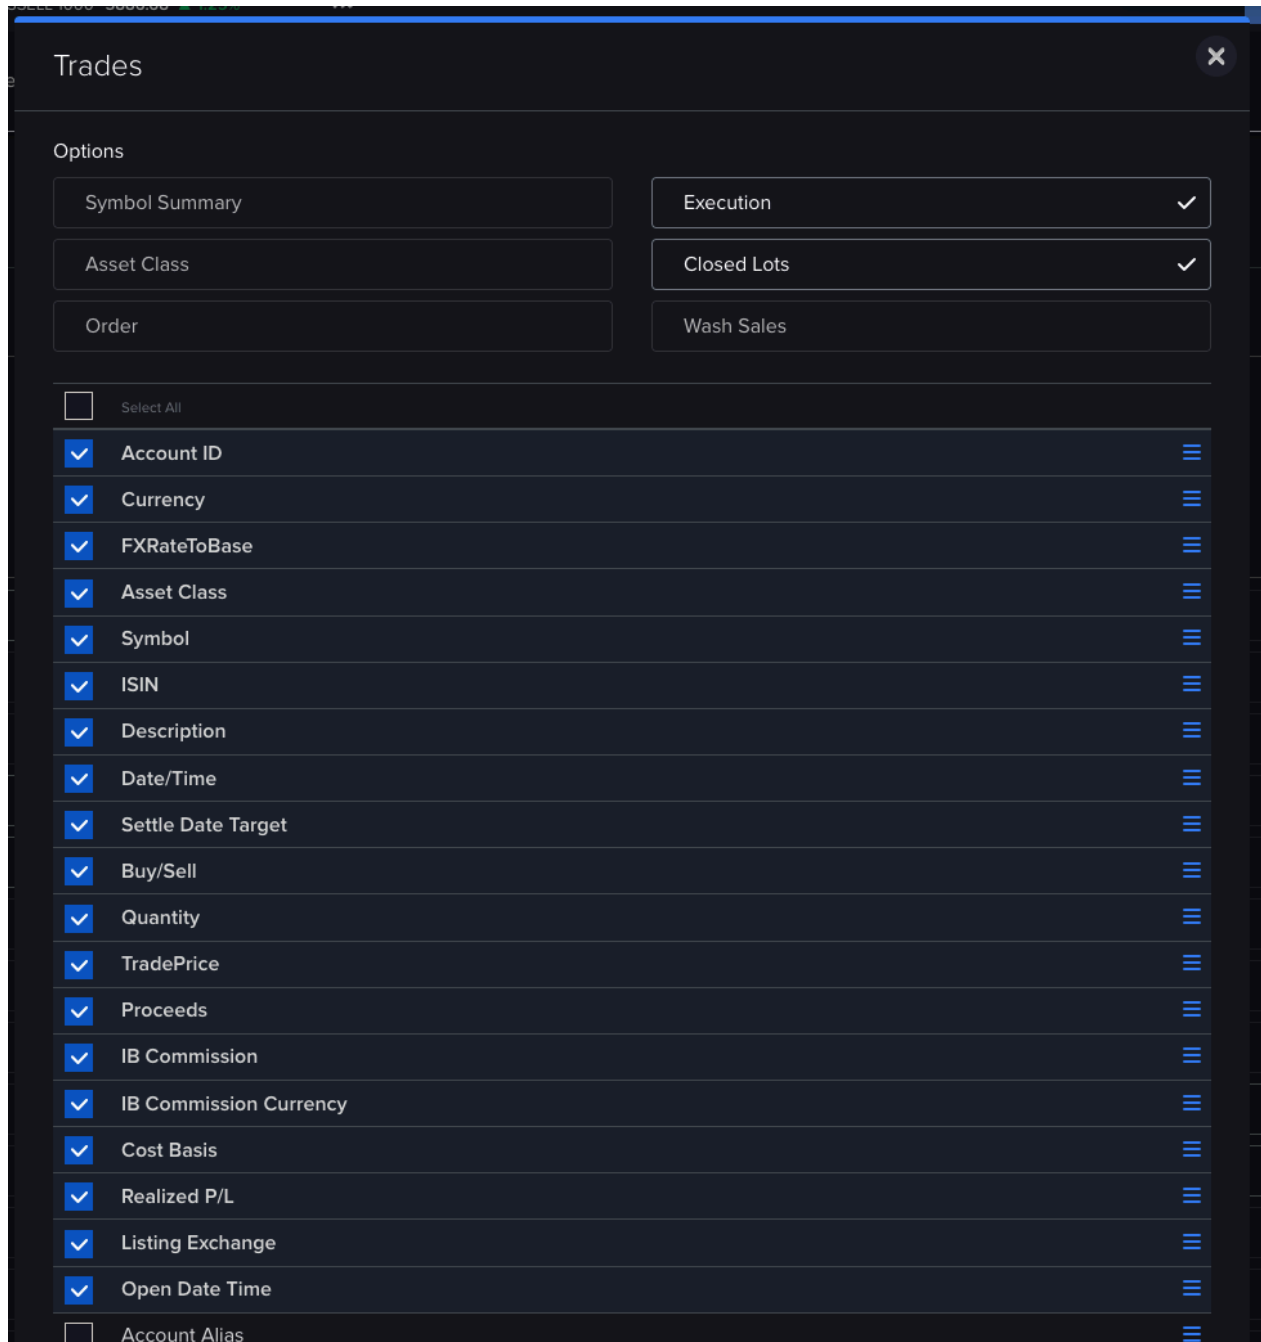 Trades
Options
Symbol Summary
Execution
Asset Class
Closed Lots
Order
Wash Sales
Select All
Account ID
Currency
FXRateToBase
Asset Class
Symbol
ISIN
Description
Date/Time
Settle Date Target
Buy/Sell
Quantity
TradePrice
Proceeds
IB Commission
IB Commission Currency
Cost Basis
Realized P/L
Listing Exchange
Open Date Time
Account Alias